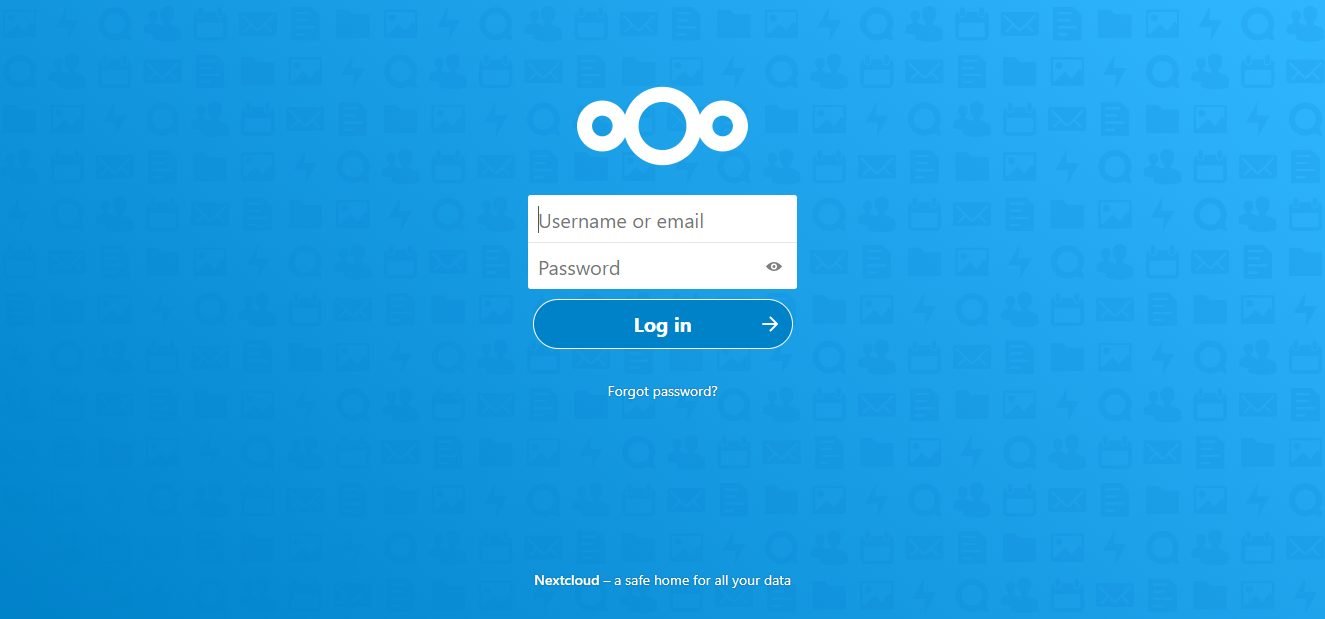 Username or email
Password
Log in
Forgot password?
Nextcloud – a safe home for all your data